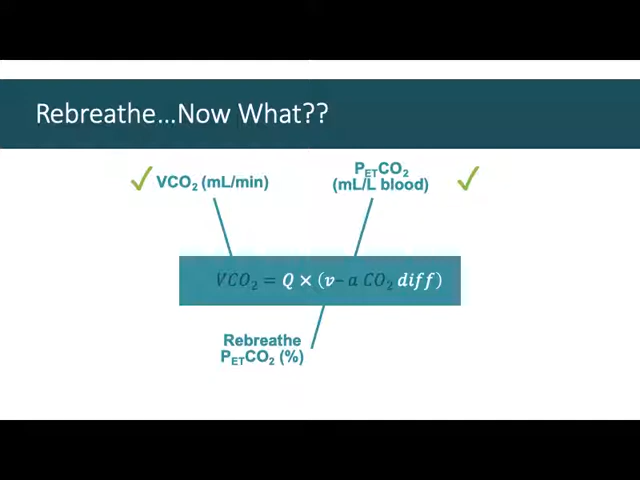 Rebreathe...Now What??
VCO₂ (mL/min)
PETCO₂
(mL/L blood)
VCO₂ = Q × (v– a CO₂ diff)
Rebreathe
PETCO₂ (%)